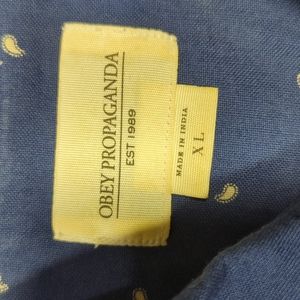 OBEY PROPAGANDA
EST 1989
MADE IN INDIA
XL